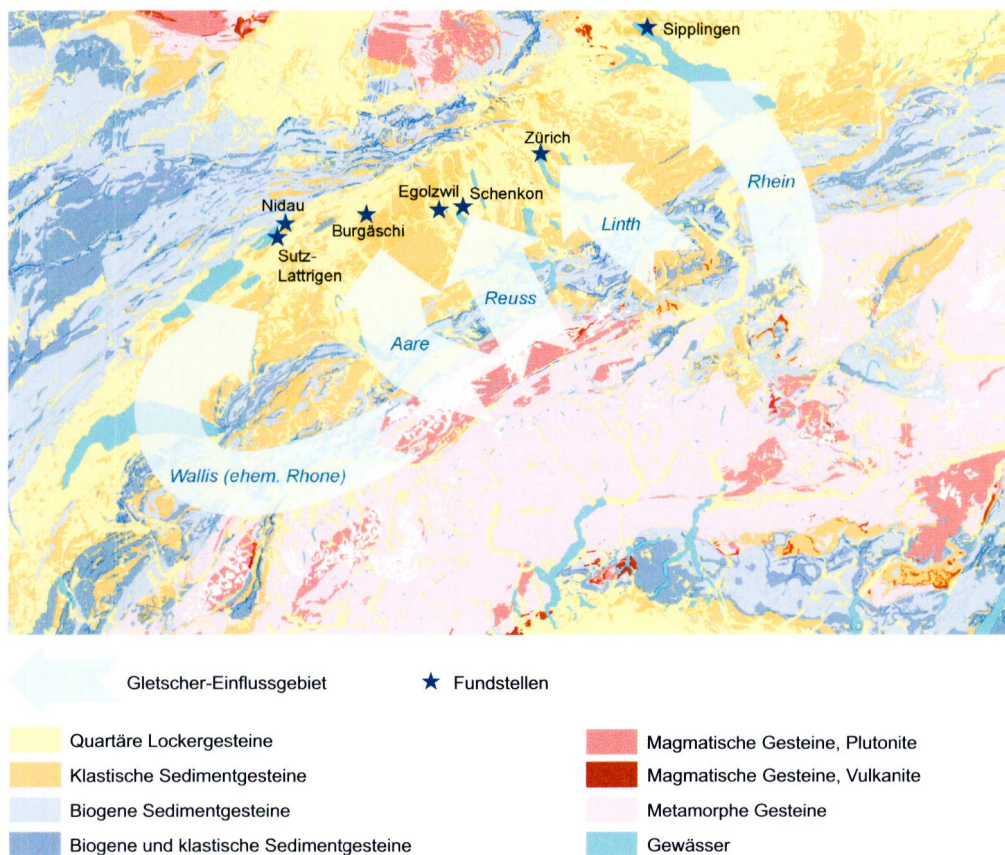 Sipplingen
Zürich
Rhein
Egolzwil
Schenkon
Nidau
Burgäschi
Linth
Sutz-
Lattrigen
Reuss
Aare
Wallis (ehem. Rhone)
Gletscher-Einflussgebiet
Fundstellen
Quartäre Lockergesteine
Klastische Sedimentgesteine
Biogene Sedimentgesteine
Biogene und klastische Sedimentgesteine
Magmatische Gesteine, Plutonite
Magmatische Gesteine, Vulkanite
Metamorphe Gesteine
Gewässer